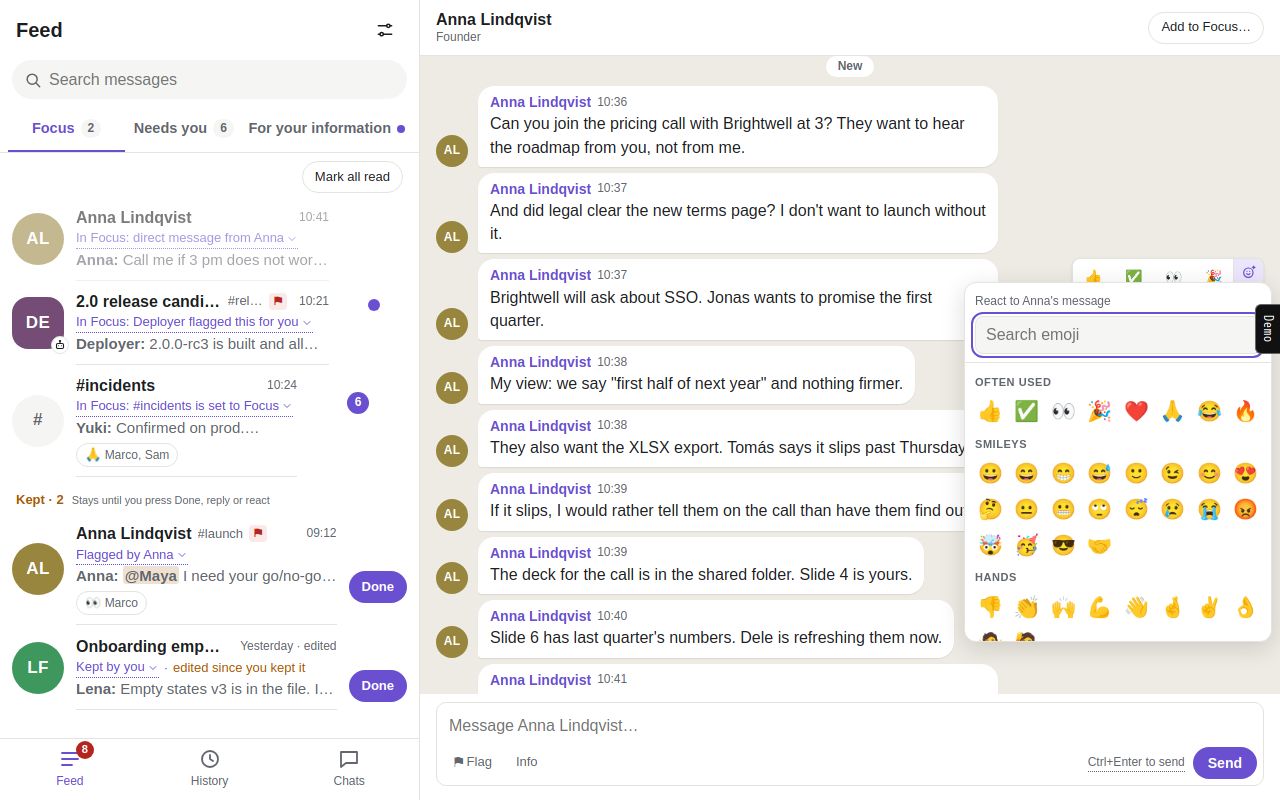 Feed
Search messages
Focus 2 Needs you 6 For your information
Mark all read
AL Anna Lindqvist 10:41
In Focus: direct message from Anna
Anna: Call me if 3 pm does not wor…
DE 2.0 release candi… #rel… 10:21
In Focus: Deployer flagged this for you
Deployer: 2.0.0-rc3 is built and all…
# #incidents 10:24
In Focus: #incidents is set to Focus 6
Yuki: Confirmed on prod.…
🙏 Marco, Sam
Kept · 2 Stays until you press Done, reply or react
AL Anna Lindqvist #launch 09:12
Flagged by Anna
Anna: @Maya I need your go/no-go…
👀 Marco Done
LF Onboarding emp… Yesterday · edited
Kept by you · edited since you kept it
Lena: Empty states v3 is in the file. I… Done
8
Feed History Chats
Anna Lindqvist
Founder
Add to Focus…
New
Anna Lindqvist 10:36
Can you join the pricing call with Brightwell at 3? They want to hear
AL the roadmap from you, not from me.
Anna Lindqvist 10:37
And did legal clear the new terms page? I don't want to launch without
AL it.
Anna Lindqvist 10:37
Brightwell will ask about SSO. Jonas wants to promise the first
AL quarter.
Anna Lindqvist 10:38
AL My view: we say "first half of next year" and nothing firmer.
Anna Lindqvist 10:38
AL They also want the XLSX export. Tomás says it slips past Thursday
Anna Lindqvist 10:39
AL If it slips, I would rather tell them on the call than have them find
Anna Lindqvist 10:39
AL The deck for the call is in the shared folder. Slide 4 is yours.
Anna Lindqvist 10:40
AL Slide 6 has last quarter's numbers. Dele is refreshing them now.
Anna Lindqvist 10:41
React to Anna's message
Search emoji
Demo
OFTEN USED
SMILEYS
HANDS
Message Anna Lindqvist…
Flag Info Ctrl+Enter to send Send